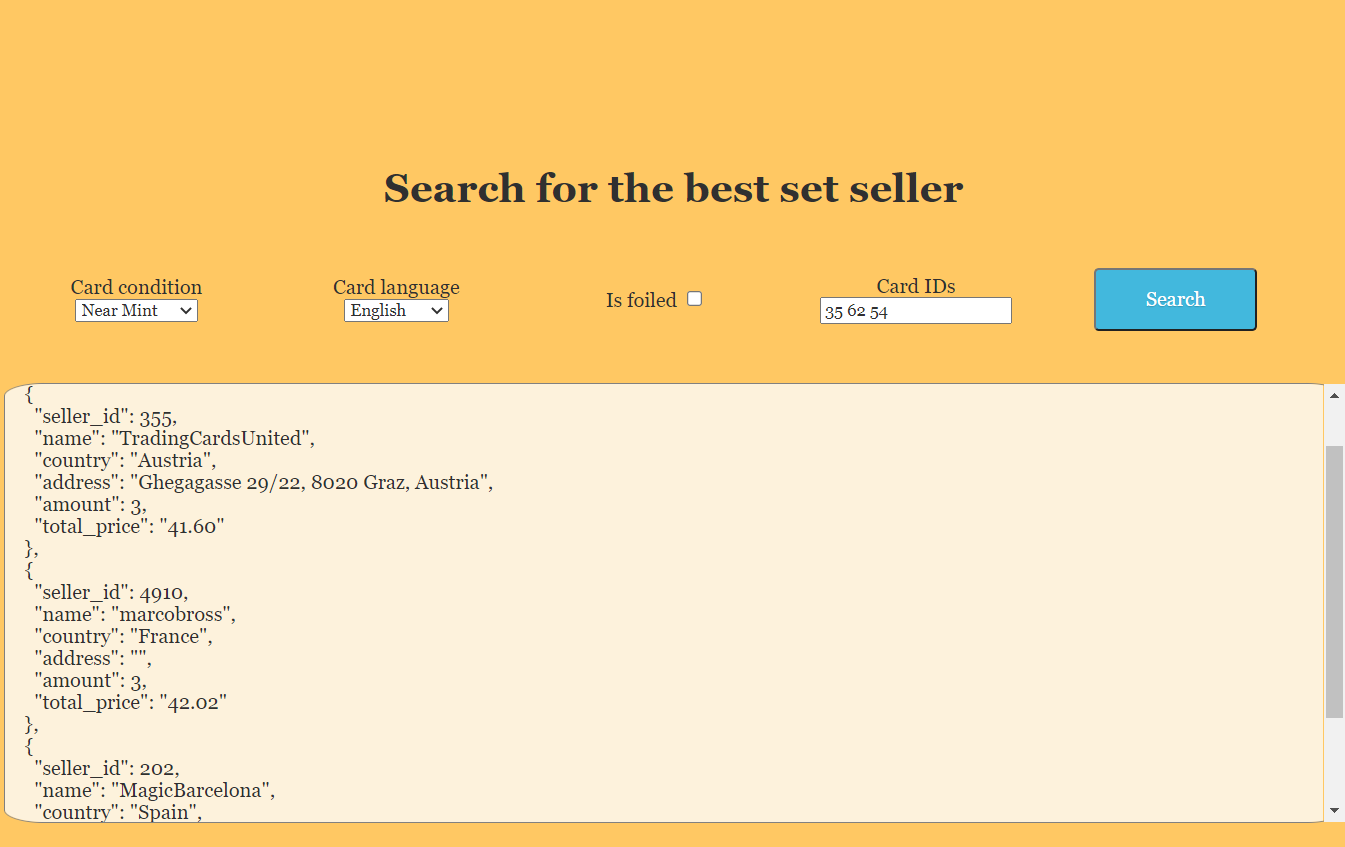 Search for the best set seller
Card condition
Near Mint
Card language
English
Is foiled
Card IDs
35 62 54
Search
{
"seller_id": 355,
"name": "TradingCardsUnited",
"country": "Austria",
"address": "Ghegagasse 29/22, 8020 Graz, Austria",
"amount": 3,
"total_price": "41.60"
},
{
"seller_id": 4910,
"name": "marcobross",
"country": "France",
"address": "",
"amount": 3,
"total_price": "42.02"
},
{
"seller_id": 202,
"name": "MagicBarcelona",
"country": "Spain",